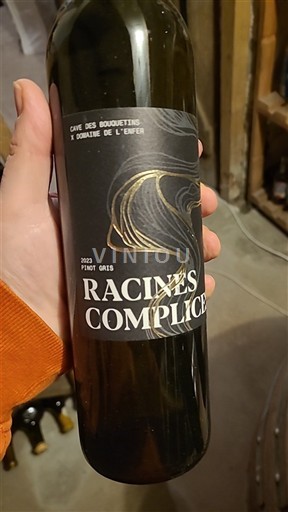 CAVE DES BOUQUETINS
X DOMAINE DE L'ENFER
VINIOU
2023
PINOT GRIS
RACINES
COMPLICE